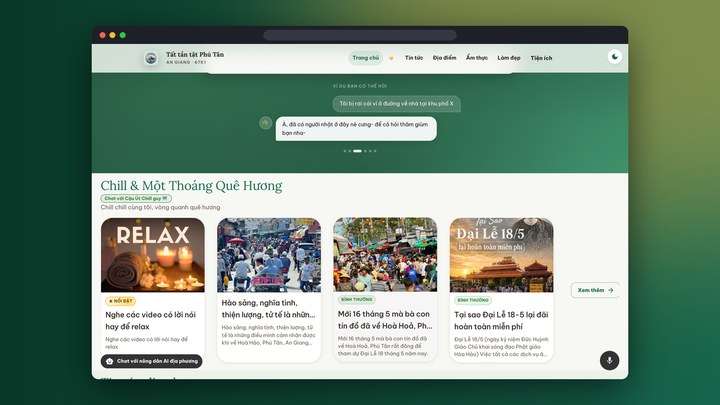 Tất tần tật Phú Tân
AN GIANG · 67E1
Trang chủ
Tin tức
Địa điểm
Ẩm thực
Làm đẹp
Tiện ích
VÍ DỤ BẠN CÓ THỂ HỎI
Tôi bị rơi cái ví ở đường về nhà tại khu phố X
À, đã có người nhặt ở đây nè cưng~ để cô hỏi thăm giùm
bạn nha~
Chill & Một Thoáng Quê Hương
Chat với Cậu Út Chill guy
Chill chill cùng tôi, vòng quanh quê hương
RELAX
Tại Sao
Đại Lễ 18/5
lại hoàn toàn miễn phí
NỔI BẬT
Nghe các video có lời nói
hay để relax
Nghe các video có lời nói hay để
relax
Hào sảng, nghĩa tình,
thiện lượng, tử tế là nhữn...
Hào sảng, nghĩa tình, thiện lượng, tử
tế là những điều mình cảm nhận được
khi về Hoà Hảo, Phú Tân, An Giang...
BÌNH THƯỜNG
Mới 16 tháng 5 mà bà con
tín đồ đã về Hoà Hoả, Ph...
Mới 16 tháng 5 mà bà con tín đồ đã về
Hoà Hoả, Phú Tân rất đông để
tham dự Đại Lễ 18 tháng 5 năm nay.
BÌNH THƯỜNG
Tại sao Đại Lễ 18-5 lại đãi
hoàn toàn miễn phí
Đại Lễ 18/5 (ngày kỷ niệm Đức Huỳnh
Giáo Chủ khai sáng đạo Phật giáo
Hòa Hảo) Việc tất cả các dịch vụ ă...
Xem thêm →
Chat với nông dân AI địa phương